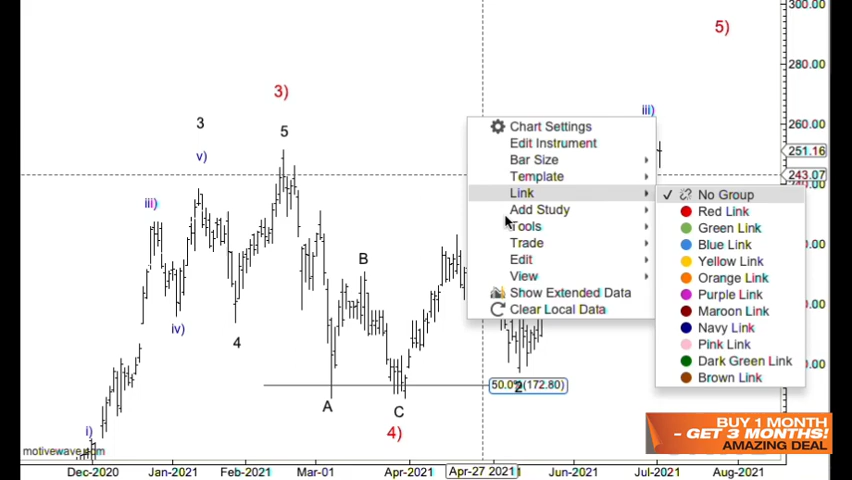 300.00
5)
280.00
3)
iii)
260.00
3
5
251.16
v)
243.07
Chart Settings
Edit Instrument
Bar Size
Template
Link
Add Study
Tools
Trade
Edit
View
Show Extended Data
Clear Local Data
No Group
Red Link
Green Link
Blue Link
Yellow Link
Orange Link
Purple Link
Maroon Link
Navy Link
Pink Link
Dark Green Link
Brown Link
iii)
B
iv)
4
50.0%(172.80)
2
A
C
4)
i)
BUY 1 MONTH
- GET 3 MONTHS!
AMAZING DEAL
motivewave.com
Dec-2020 Jan-2021 Feb-2021 Mar-01 Apr-2021 Apr-27 2021 Jun-2021 Jul-2021 Aug-2021